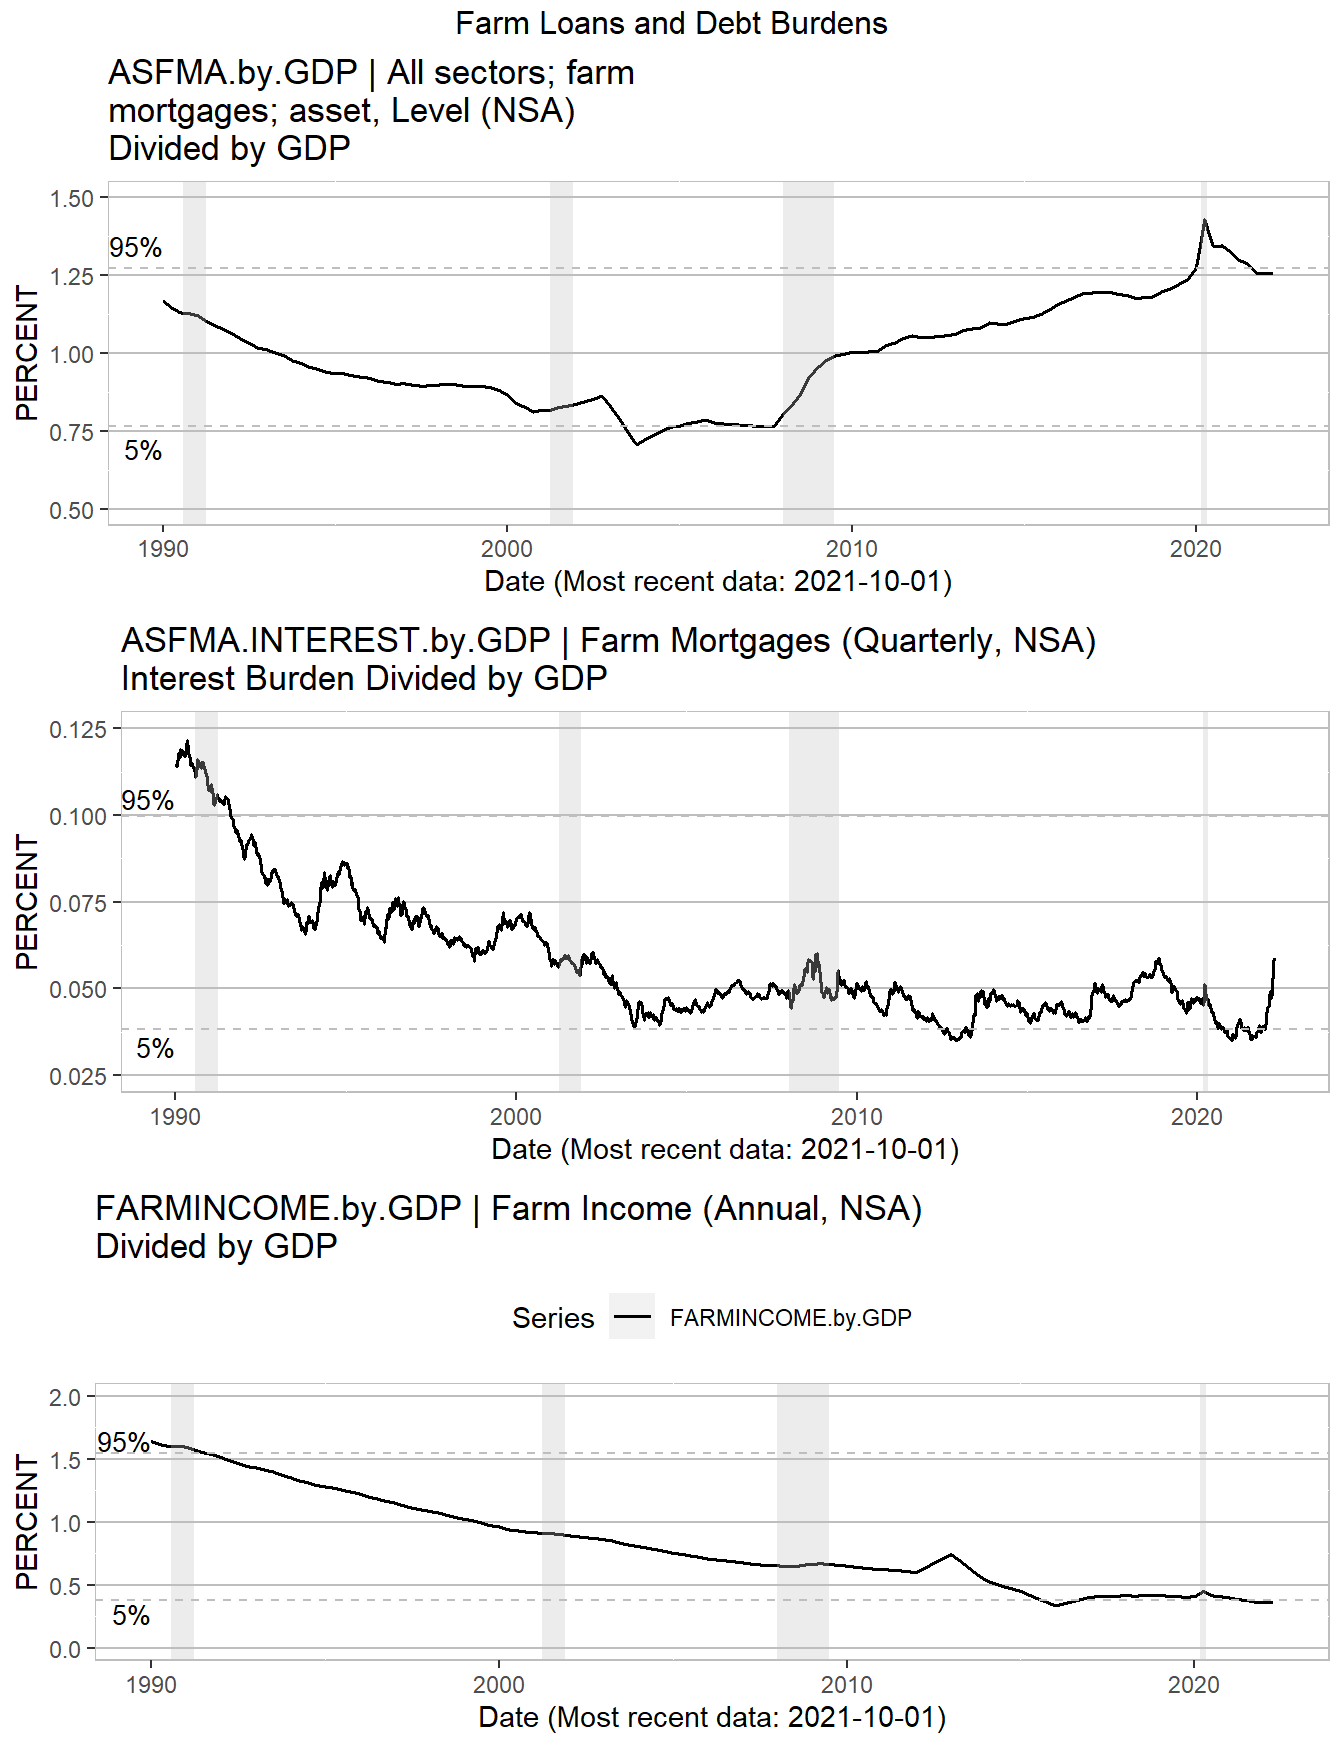 Farm Loans and Debt Burdens
ASFMA.by.GDP | All sectors; farm
mortgages; asset, Level (NSA)
Divided by GDP
PERCENT
1.50
1.25
1.00
0.75
0.50
95%
5%
1990 2000 2010 2020
Date (Most recent data: 2021-10-01)
ASFMA.INTEREST.by.GDP | Farm Mortgages (Quarterly, NSA)
Interest Burden Divided by GDP
PERCENT
0.125
0.100
0.075
0.050
0.025
95%
5%
1990 2000 2010 2020
Date (Most recent data: 2021-10-01)
FARMINCOME.by.GDP | Farm Income (Annual, NSA)
Divided by GDP
Series FARMINCOME.by.GDP
PERCENT
2.0
1.5
1.0
0.5
0.0
95%
5%
1990 2000 2010 2020
Date (Most recent data: 2021-10-01)